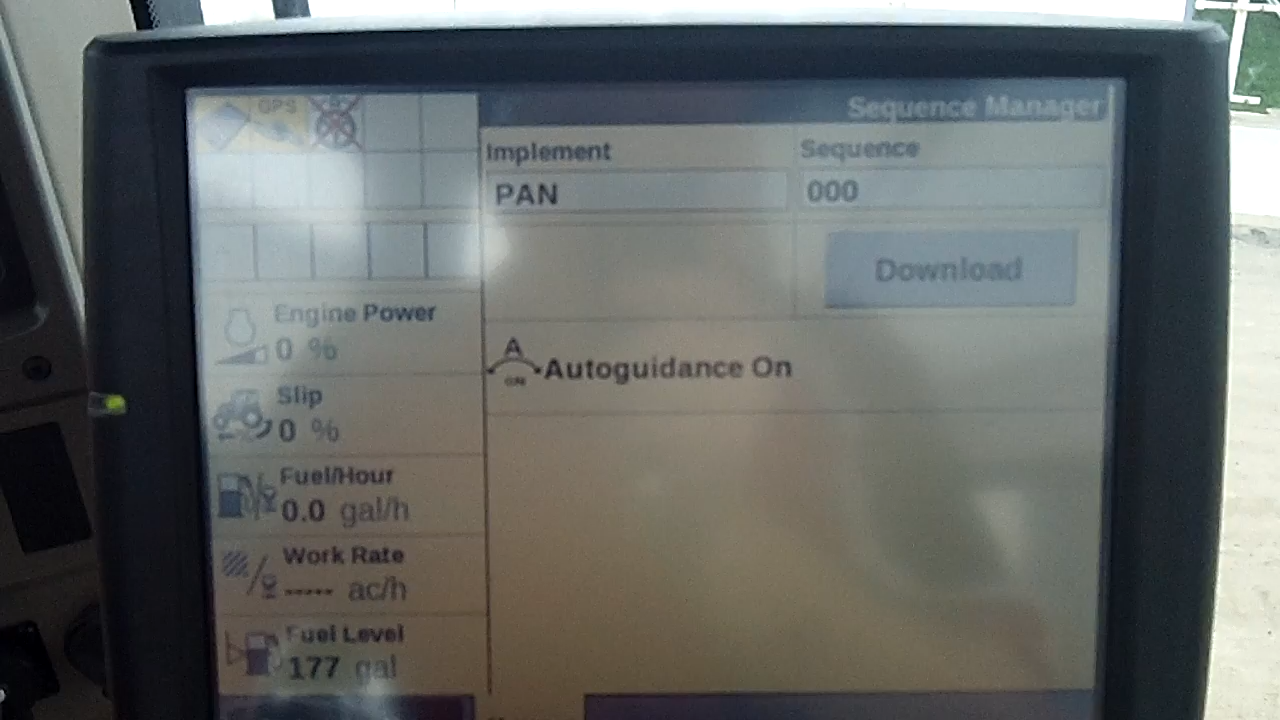 GPS
Sequence Manager
Implement
Sequence
PAN
000
Download
A
ON
Autoguidance On
Engine Power
0 %
Slip
0 %
Fuel/Hour
0.0 gal/h
Work Rate
----- ac/h
Fuel Level
177 gal